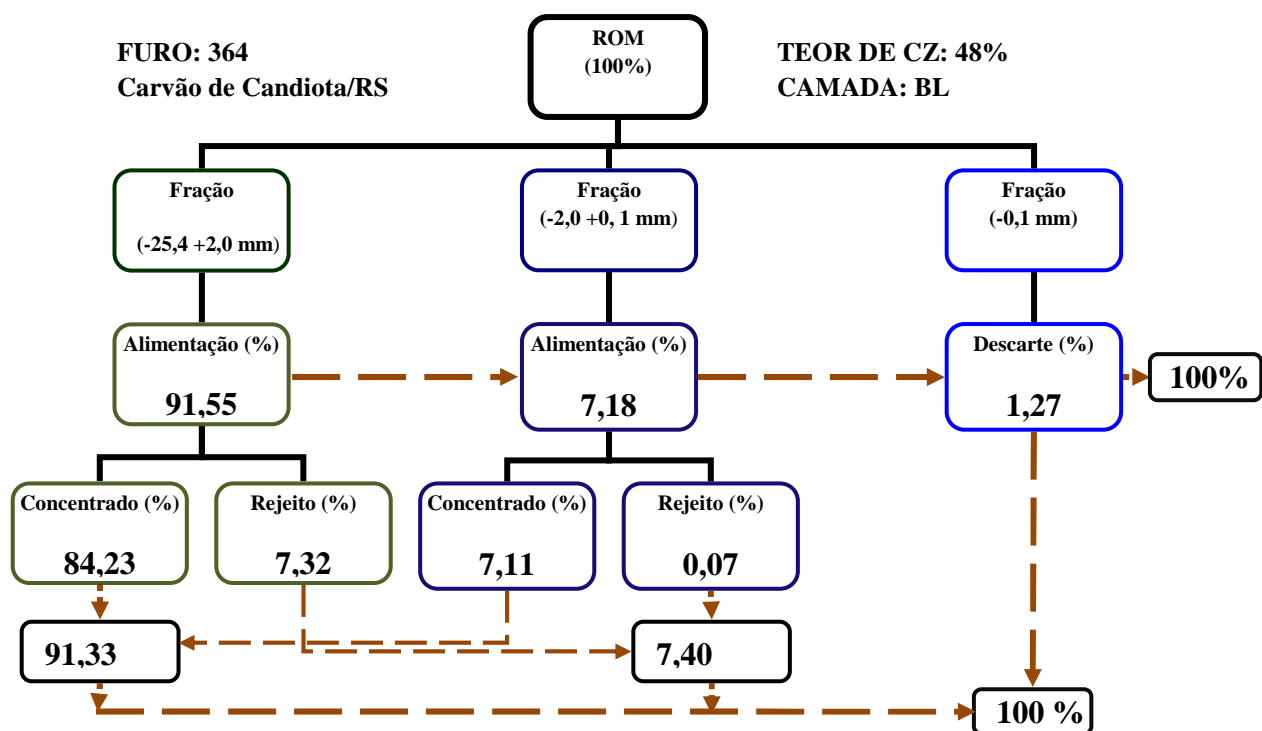 FURO: 364
Carvão de Candiota/RS
ROM
(100%)
TEOR DE CZ: 48%
CAMADA: BL
Fração
(-25,4 +2,0 mm)
Fração
(-2,0 +0, 1 mm)
Fração
(-0,1 mm)
Alimentação (%)
91,55
Alimentação (%)
7,18
Descarte (%)
1,27
100%
Concentrado (%)
84,23
Rejeito (%)
7,32
Concentrado (%)
7,11
Rejeito (%)
0,07
91,33
7,40
100 %